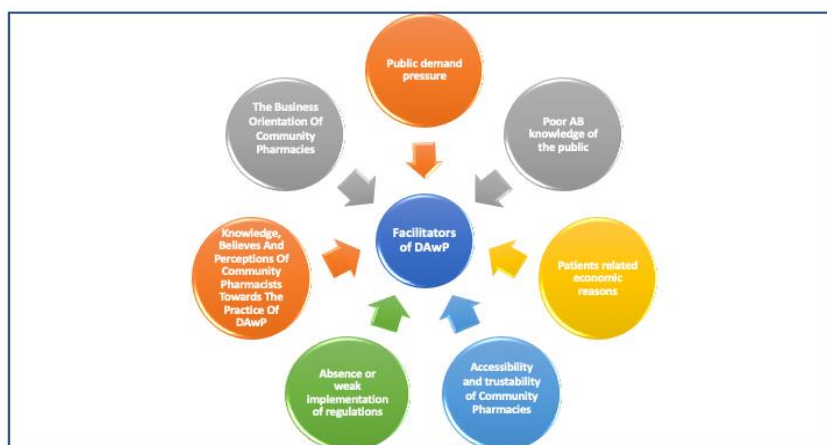 Public demand
pressure
The Business
Orientation Of
Community
Pharmacies
Poor AB
knowledge of
the public
Facilitators
of DAwP
Knowledge,
Believes And
Perceptions Of
Community
Pharmacists
Towards The
Practice Of
DAwP
Patients related
economic
reasons
Absence or
weak
implementation
of regulations
Accessibility
and trustability
of Community
Pharmacies